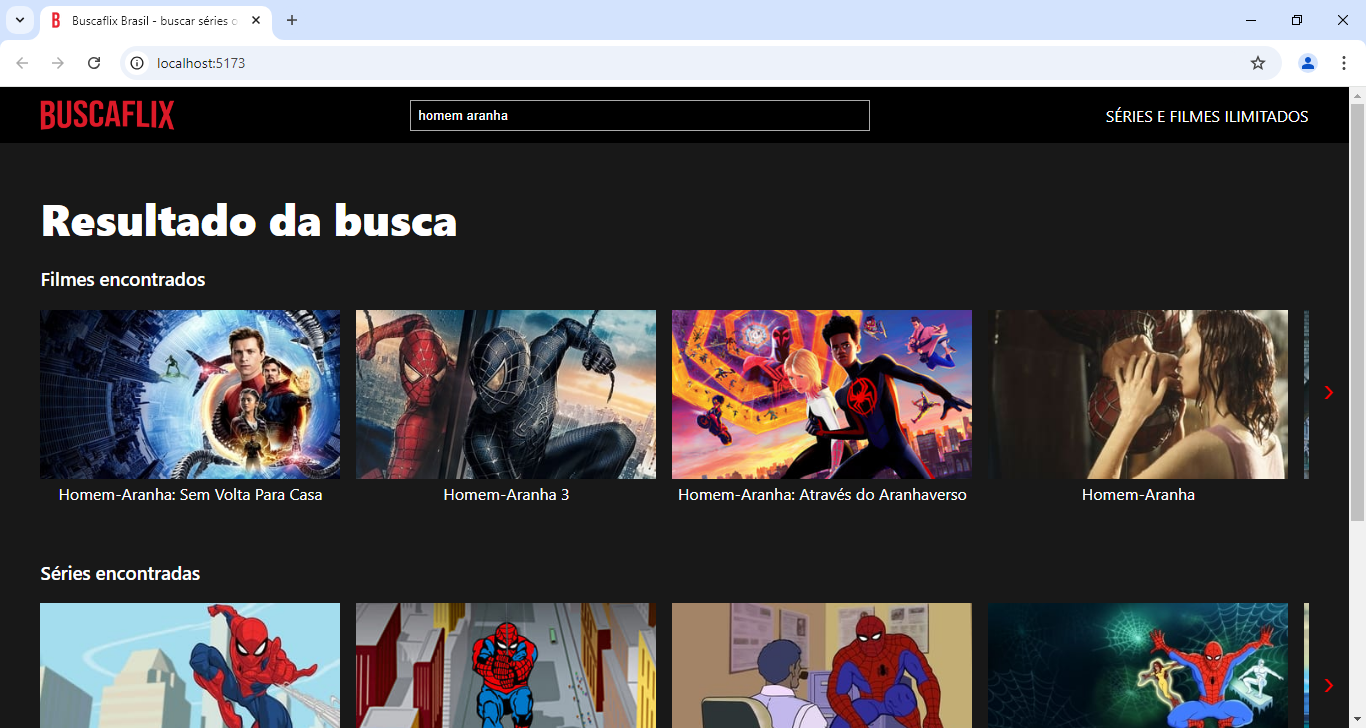 Buscaflix Brasil - buscar séries o
localhost:5173
BUSCAFLIX
homem aranha
SÉRIES E FILMES ILIMITADOS
Resultado da busca
Filmes encontrados
Homem-Aranha: Sem Volta Para Casa
Homem-Aranha 3
Homem-Aranha: Através do Aranhaverso
Homem-Aranha
Séries encontradas